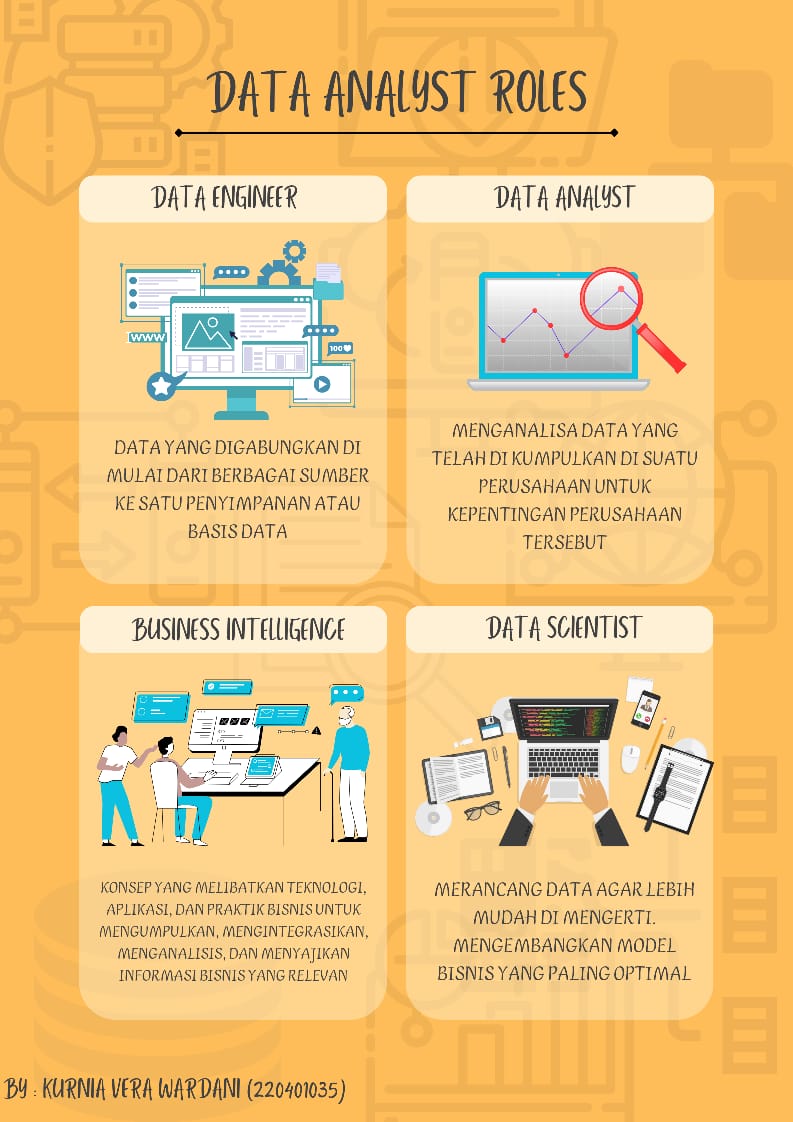 DATA ANALYST ROLES
DATA ENGINEER
WWW
100
DATA YANG DIGABUNGKAN DI
MULAI DARI BERBAGAI SUMBER
KE SATU PENYIMPANAN ATAU
BASIS DATA
DATA ANALYST
MENGANALISA DATA YANG
TELAH DI KUMPULKAN DI SUATU
PERUSAHAAN UNTUK
KEPENTINGAN PERUSAHAAN
TERSEBUT
BUSINESS INTELLIGENCE
KONSEP YANG MELIBATKAN TEKNOLOGI,
APLIKASI, DAN PRAKTIK BISNIS UNTUK
MENGUMPULKAN, MENGINTEGRASIKAN,
MENGANALISIS, DAN MENYAJIKAN
INFORMASI BISNIS YANG RELEVAN
DATA SCIENTIST
MERANCANG DATA AGAR LEBIH
MUDAH DI MENGERTI.
MENGEMBANGKAN MODEL
BISNIS YANG PALING OPTIMAL
BY : KURNIA VERA WARDANI (220401035)